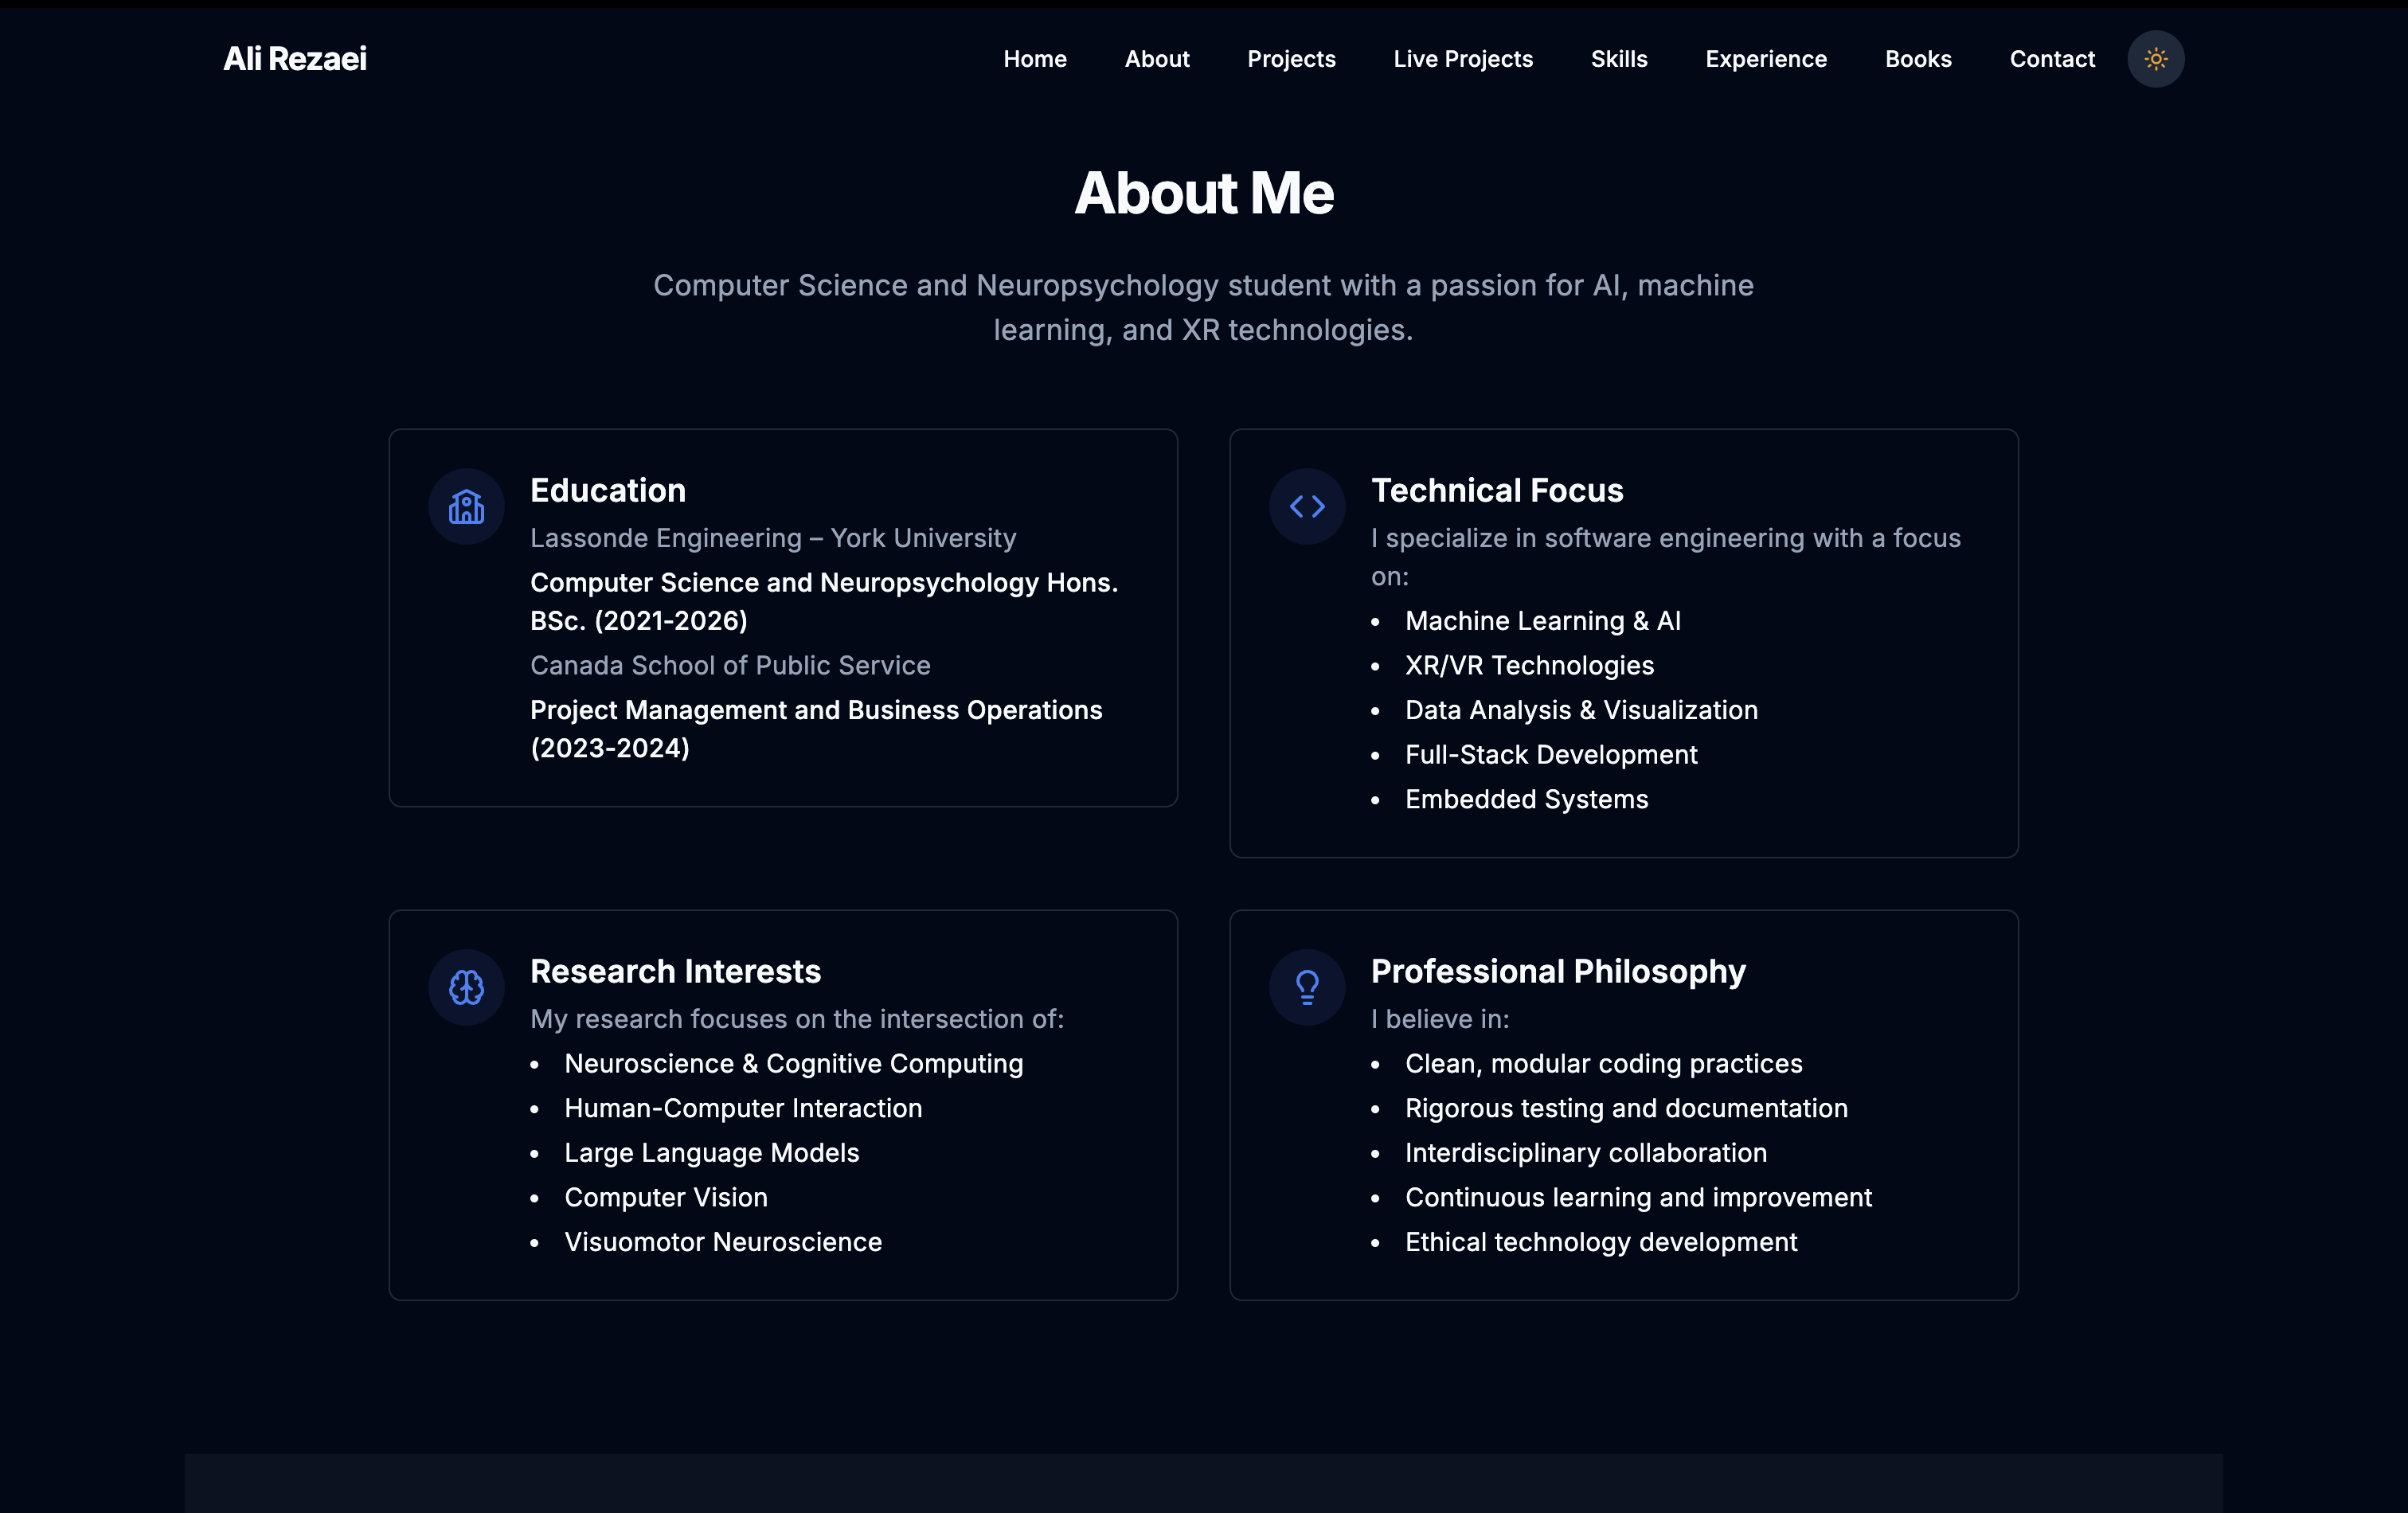 Ali Rezaei
Home About Projects Live Projects Skills Experience Books Contact
About Me
Computer Science and Neuropsychology student with a passion for AI, machine
learning, and XR technologies.
Education
Lassonde Engineering – York University
Computer Science and Neuropsychology Hons.
BSc. (2021-2026)
Canada School of Public Service
Project Management and Business Operations
(2023-2024)
Technical Focus
I specialize in software engineering with a focus
on:
• Machine Learning & AI
• XR/VR Technologies
• Data Analysis & Visualization
• Full-Stack Development
• Embedded Systems
Research Interests
My research focuses on the intersection of:
• Neuroscience & Cognitive Computing
• Human-Computer Interaction
• Large Language Models
• Computer Vision
• Visuomotor Neuroscience
Professional Philosophy
I believe in:
• Clean, modular coding practices
• Rigorous testing and documentation
• Interdisciplinary collaboration
• Continuous learning and improvement
• Ethical technology development